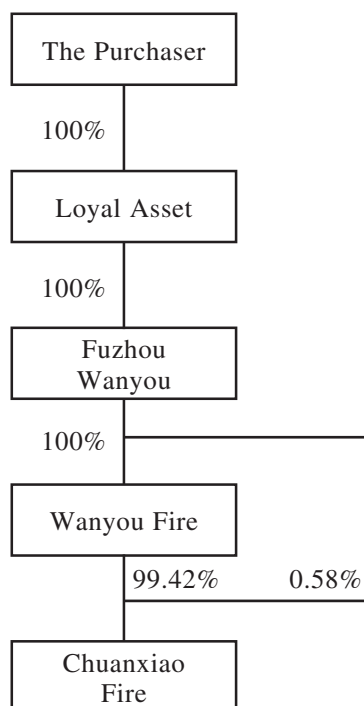 The Purchaser
100%
Loyal Asset
100%
Fuzhou
Wanyou
100%
Wanyou Fire
99.42% 0.58%
Chuanxiao
Fire